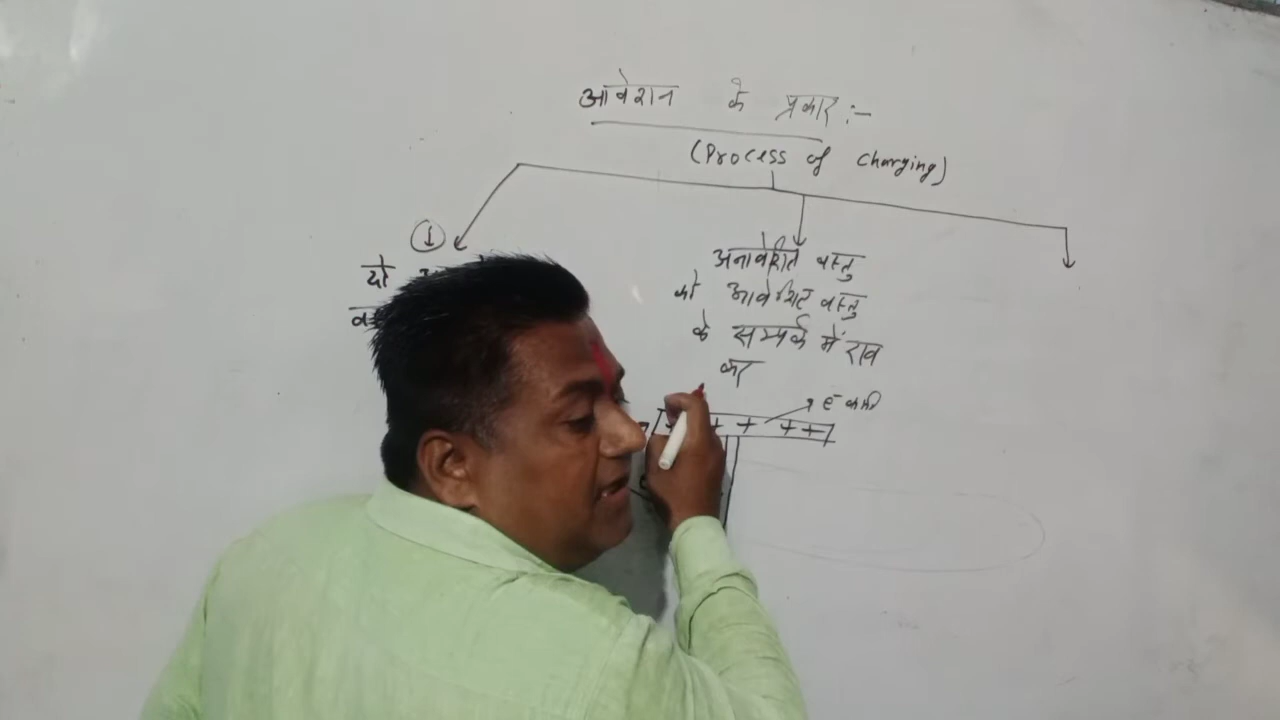 आवेशन के प्रकार :-
(Process of Charging)
1
दो
अनावेशित वस्तु
को आवेशित वस्तु
के सम्पर्क में राख
कर
e⁻ कमी
+ + + + +